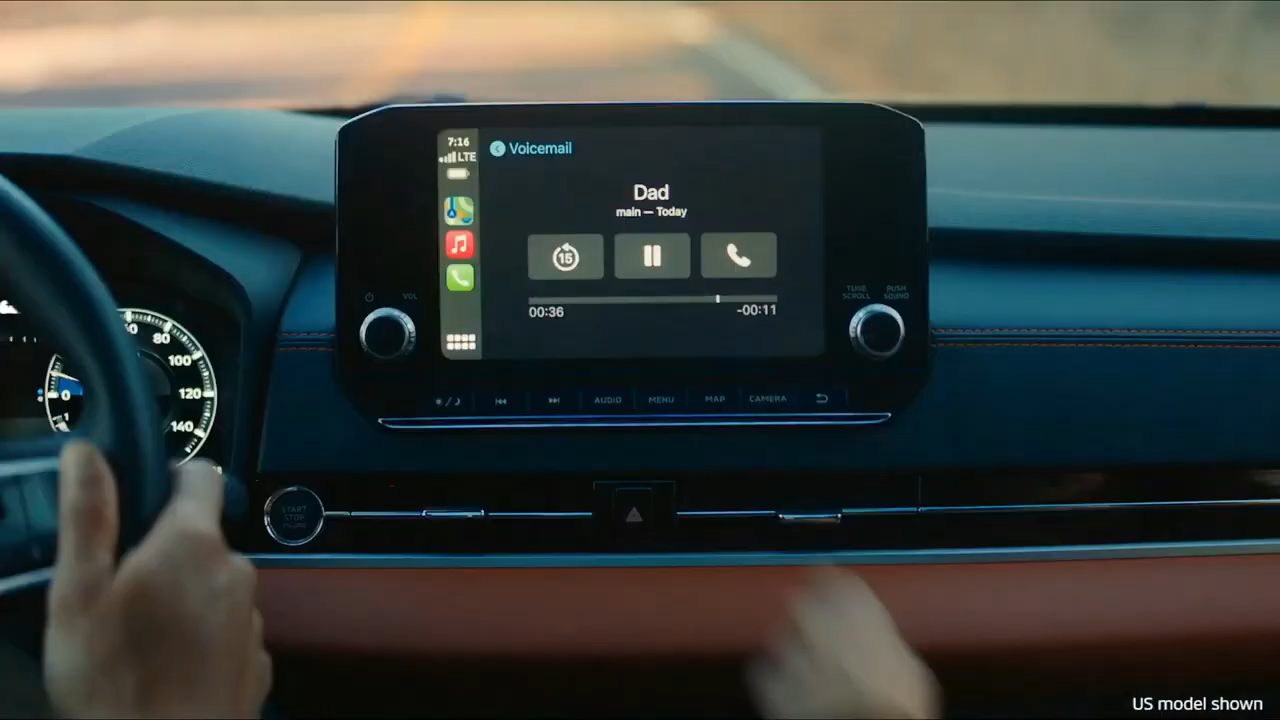 7:16
LTE
Voicemail
Dad
main — Today
15
00:36
-00:11
VOL
TUNE
SCROLL
PUSH
SOUND
AUDIO
MENU
MAP
CAMERA
80
100
120
140
0
1
START
STOP
US model shown